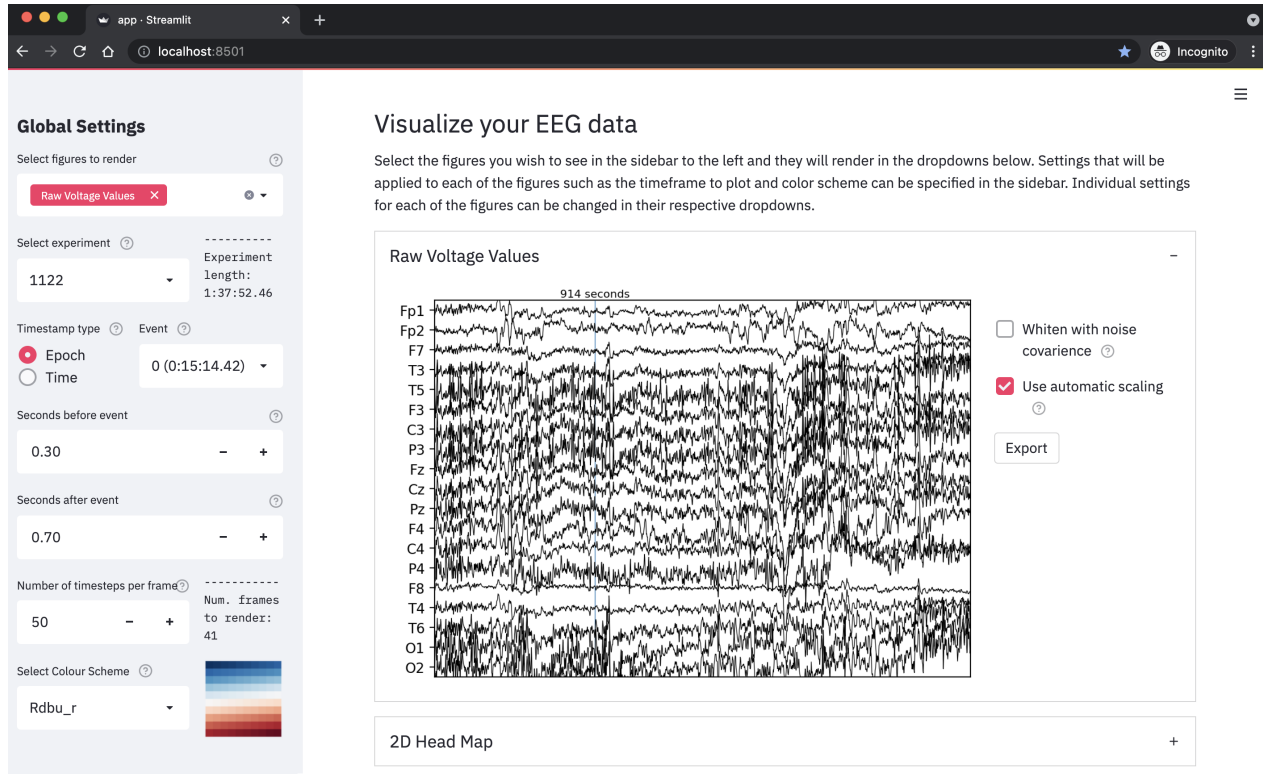 app · Streamlit
localhost:8501
Incognito
Global Settings
Select figures to render
Raw Voltage Values
Select experiment
1122
----------
Experiment
length:
1:37:52.46
Timestamp type
Event
Epoch
Time
0 (0:15:14.42)
Seconds before event
0.30
Seconds after event
0.70
Number of timesteps per frame
50
-----------
Num. frames
to render:
41
Select Colour Scheme
Rdbu_r
Visualize your EEG data
Select the figures you wish to see in the sidebar to the left and they will render in the dropdowns below. Settings that will be
applied to each of the figures such as the timeframe to plot and color scheme can be specified in the sidebar. Individual settings
for each of the figures can be changed in their respective dropdowns.
Raw Voltage Values
914 seconds
Fp1
Fp2
F7
T3
T5
F3
C3
P3
Fz
Cz
Pz
F4
C4
P4
F8
T4
T6
O1
O2
Whiten with noise
covarience
Use automatic scaling
Export
2D Head Map